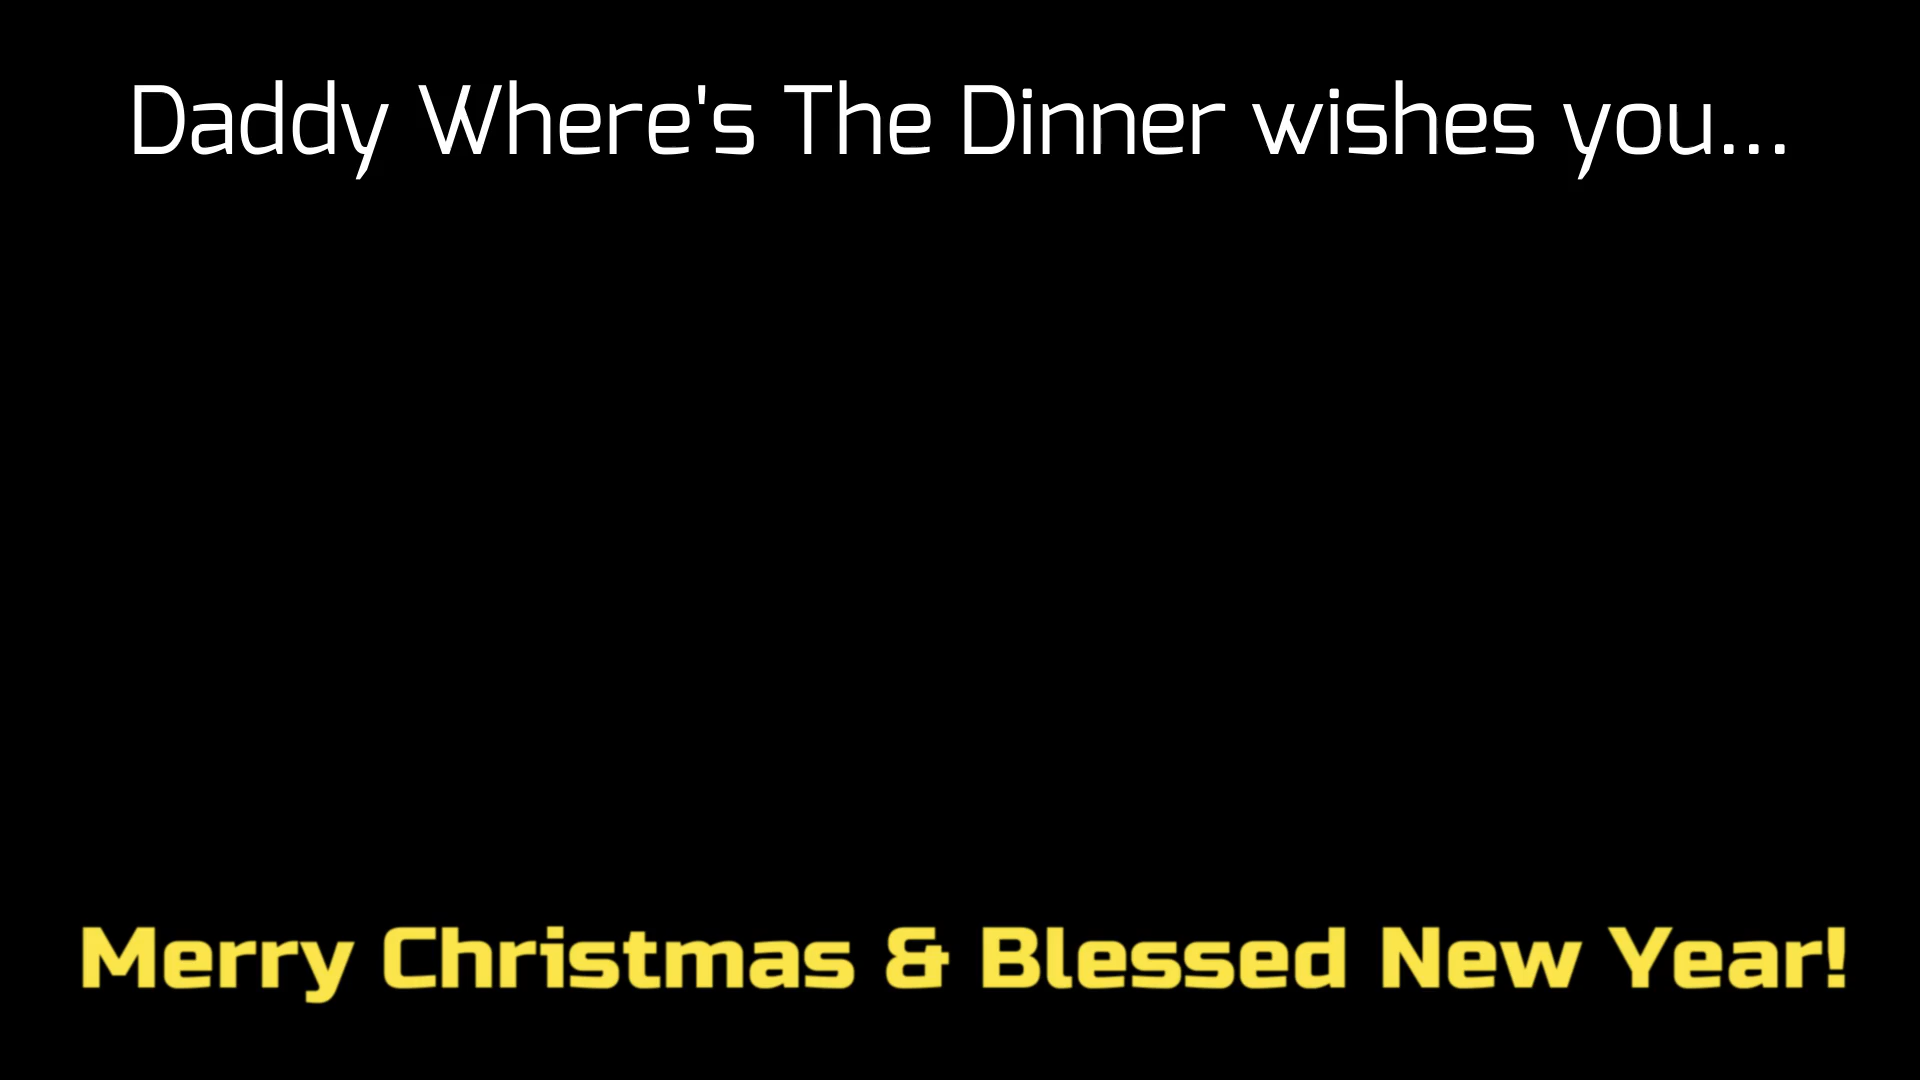 Daddy Where's The Dinner wishes you...
Merry Christmas & Blessed New Year!